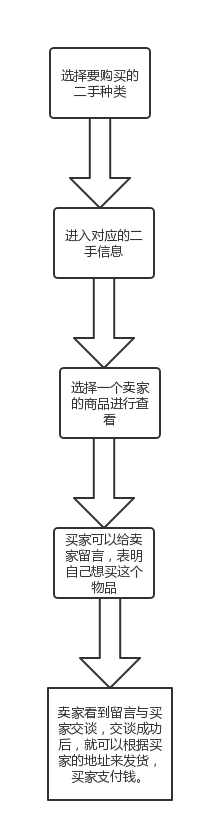 选择要购买的
二手种类
进入对应的二
手信息
选择一个卖家
的商品进行查
看
买家可以给卖
家留言，表明
自己想买这个
物品
卖家看到留言与买
家交谈，交谈成功
后，就可以根据买
家的地址来发货，
买家支付钱。